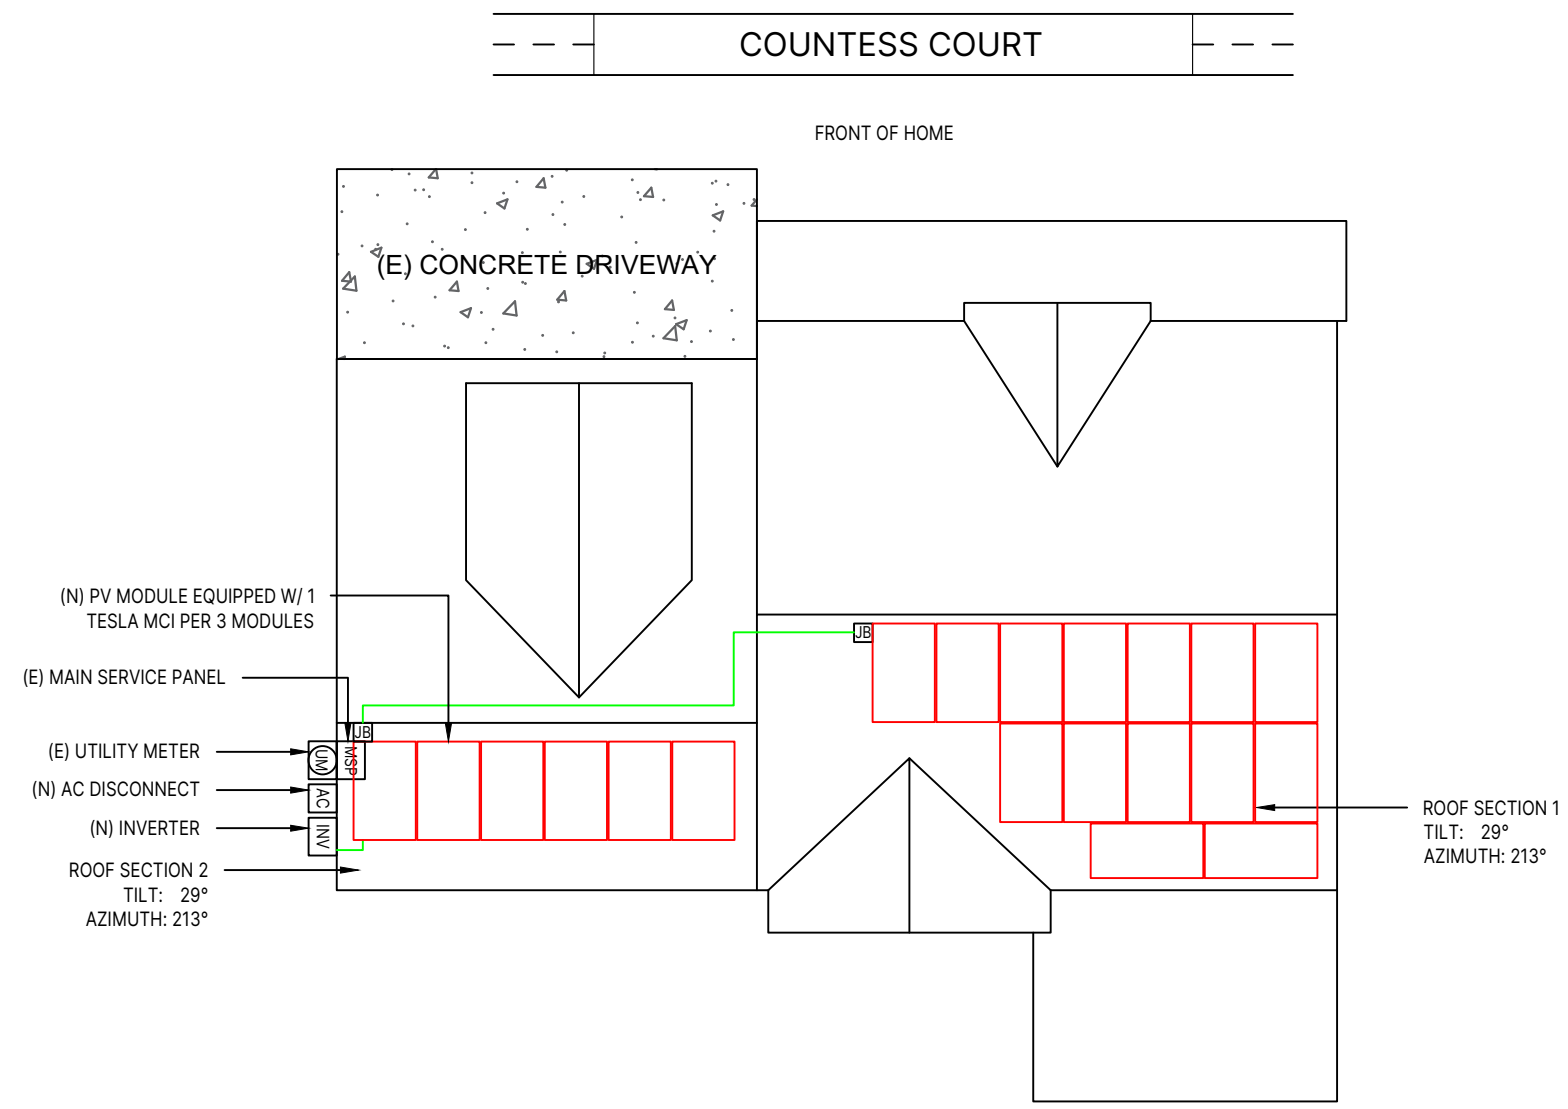 COUNTESS COURT
FRONT OF HOME
(E) CONCRETE DRIVEWAY
(N) PV MODULE EQUIPPED W/ 1
TESLA MCI PER 3 MODULES
JB
(E) MAIN SERVICE PANEL
JB
(E) UTILITY METER
UM
MSP
(N) AC DISCONNECT
AC
(N) INVERTER
INV
ROOF SECTION 2
TILT: 29°
AZIMUTH: 213°
ROOF SECTION 1
TILT: 29°
AZIMUTH: 213°